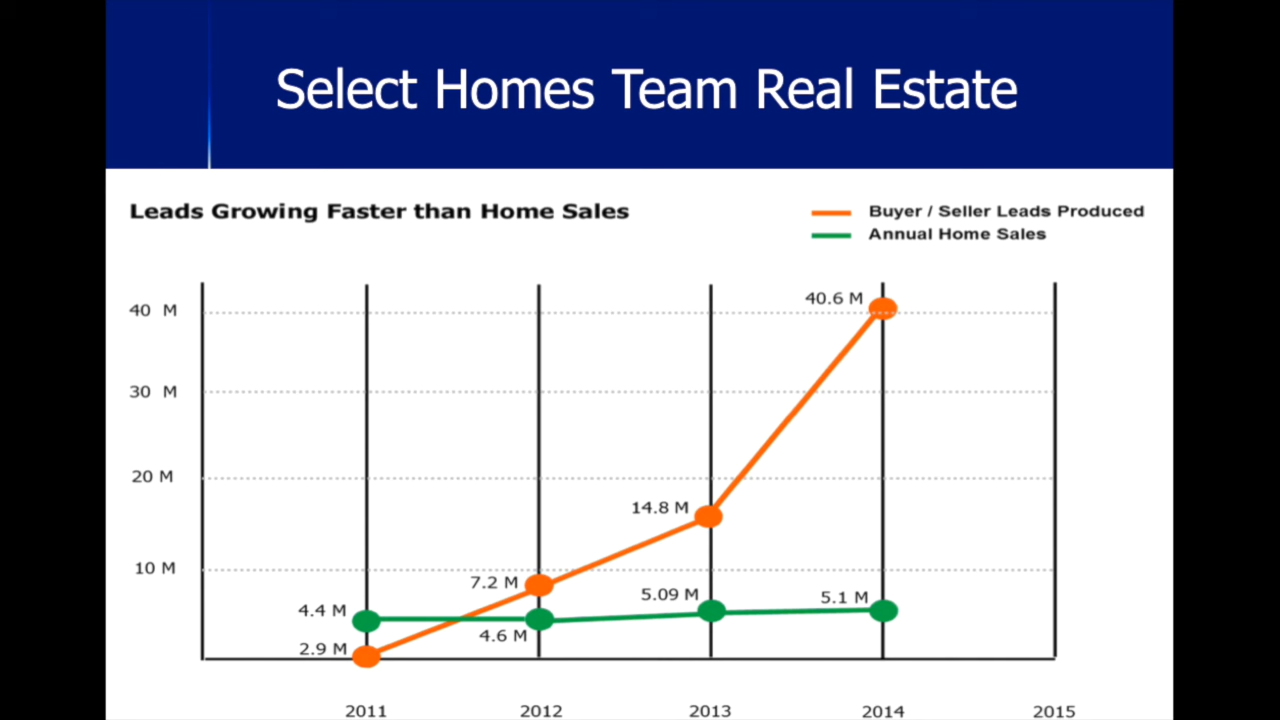 Select Homes Team Real Estate
Leads Growing Faster than Home Sales
Buyer / Seller Leads Produced
Annual Home Sales
40 M
40.6 M
30 M
20 M
14.8 M
10 M
7.2 M
5.09 M
5.1 M
4.4 M
4.6 M
2.9 M
2011 2012 2013 2014 2015